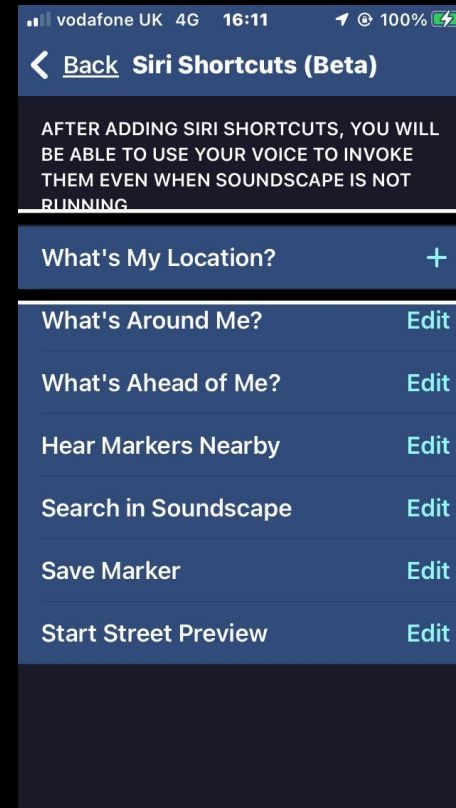 vodafone UK 4G 16:11 100%
Back Siri Shortcuts (Beta)
AFTER ADDING SIRI SHORTCUTS, YOU WILL
BE ABLE TO USE YOUR VOICE TO INVOKE
THEM EVEN WHEN SOUNDSCAPE IS NOT
RUNNING
What's My Location? +
What's Around Me? Edit
What's Ahead of Me? Edit
Hear Markers Nearby Edit
Search in Soundscape Edit
Save Marker Edit
Start Street Preview Edit